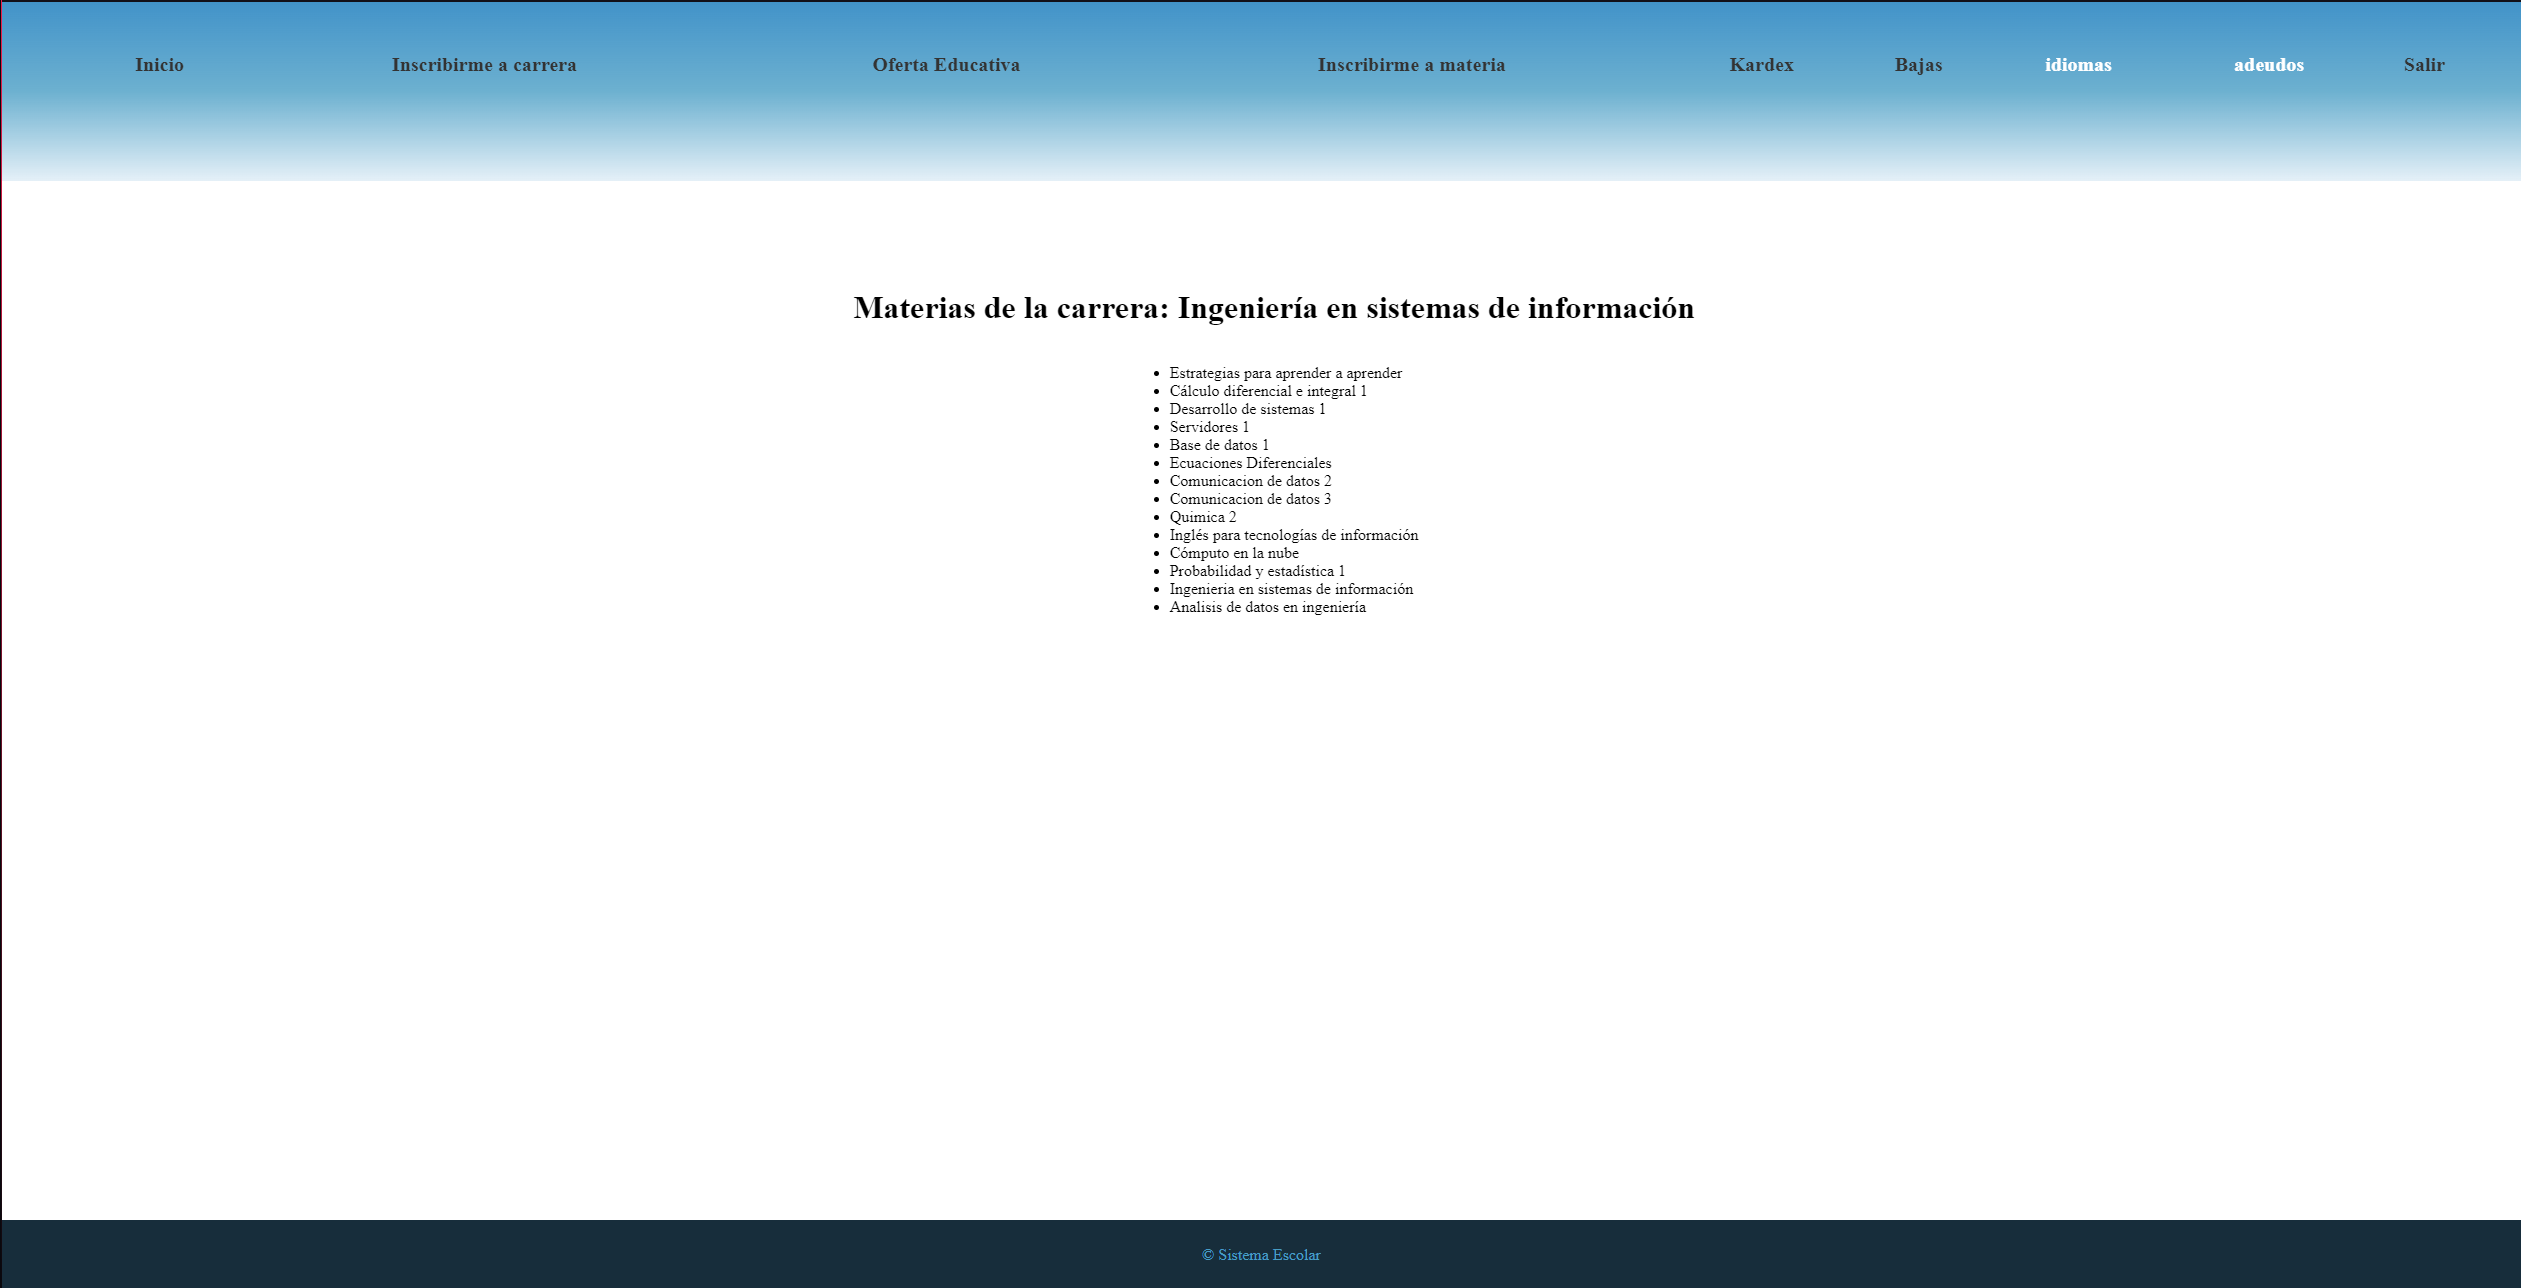 Inicio Inscribirme a carrera Oferta Educativa Inscribirme a materia Kardex Bajas idiomas adeudos Salir
Materias de la carrera: Ingeniería en sistemas de información
• Estrategias para aprender a aprender
• Cálculo diferencial e integral 1
• Desarrollo de sistemas 1
• Servidores 1
• Base de datos 1
• Ecuaciones Diferenciales
• Comunicacion de datos 2
• Comunicacion de datos 3
• Quimica 2
• Inglés para tecnologías de información
• Cómputo en la nube
• Probabilidad y estadística 1
• Ingenieria en sistemas de información
• Analisis de datos en ingeniería
© Sistema Escolar